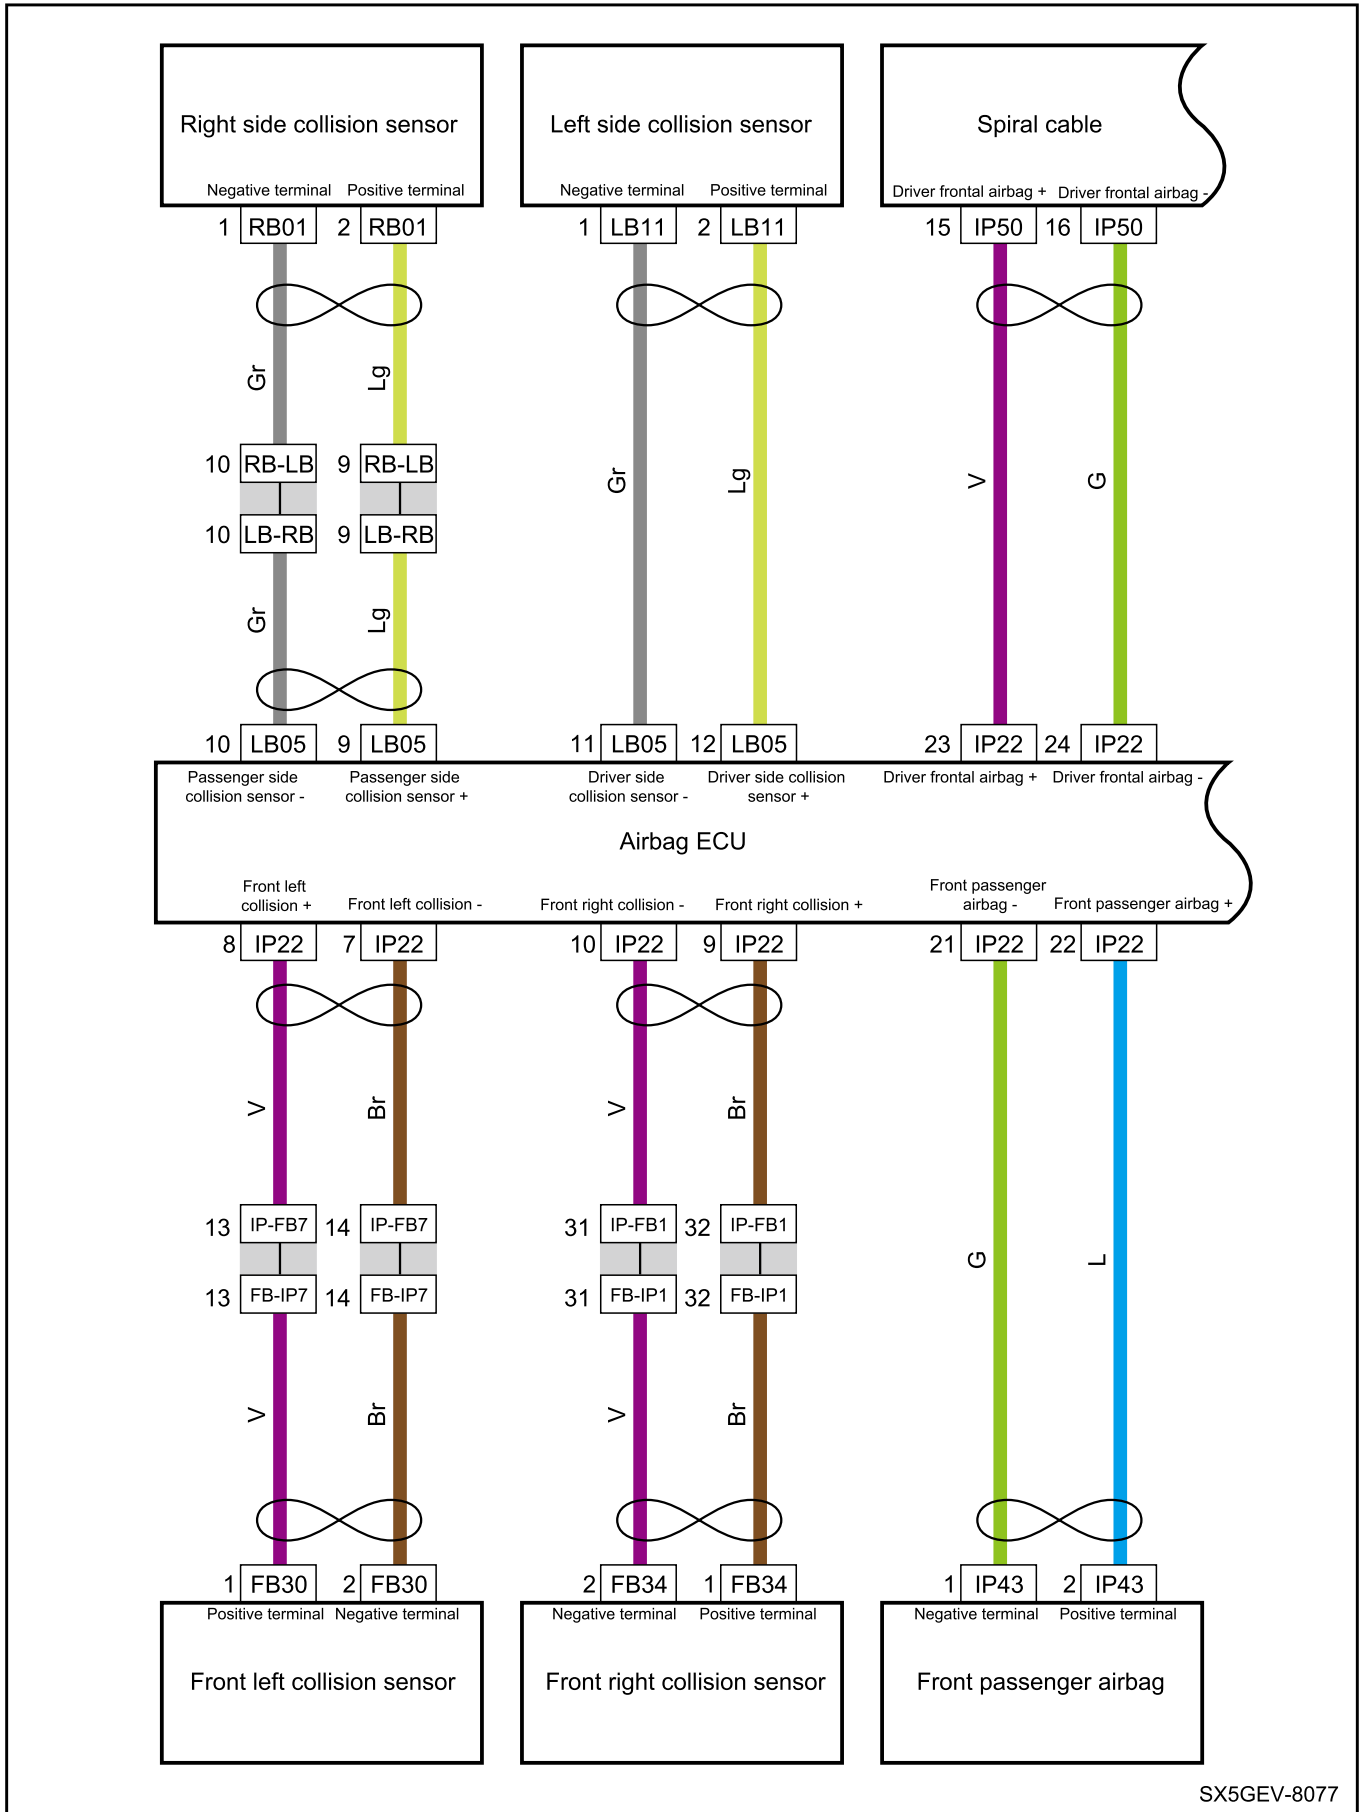 Right side collision sensor
Left side collision sensor
Spiral cable
Negative terminal Positive terminal
Negative terminal Positive terminal
Driver frontal airbag + Driver frontal airbag -
1 RB01 2 RB01
1 LB11 2 LB11
15 IP50 16 IP50
Gr Lg
10 RB-LB 9 RB-LB
10 LB-RB 9 LB-RB
Gr Lg
V G
Gr Lg
10 LB05 9 LB05
11 LB05 12 LB05
23 IP22 24 IP22
Passenger side
collision sensor -
Passenger side
collision sensor +
Driver side
collision sensor -
Driver side collision
sensor +
Driver frontal airbag + Driver frontal airbag -
Airbag ECU
Front left
collision +
Front left collision -
Front right collision -
Front right collision +
Front passenger
airbag -
Front passenger airbag +
8 IP22 7 IP22
10 IP22 9 IP22
21 IP22 22 IP22
V Br
V Br
13 IP-FB7 14 IP-FB7
31 IP-FB1 32 IP-FB1
G L
13 FB-IP7 14 FB-IP7
31 FB-IP1 32 FB-IP1
V Br
V Br
1 FB30 2 FB30
2 FB34 1 FB34
1 IP43 2 IP43
Positive terminal Negative terminal
Negative terminal Positive terminal
Negative terminal Positive terminal
Front left collision sensor
Front right collision sensor
Front passenger airbag
SX5GEV-8077